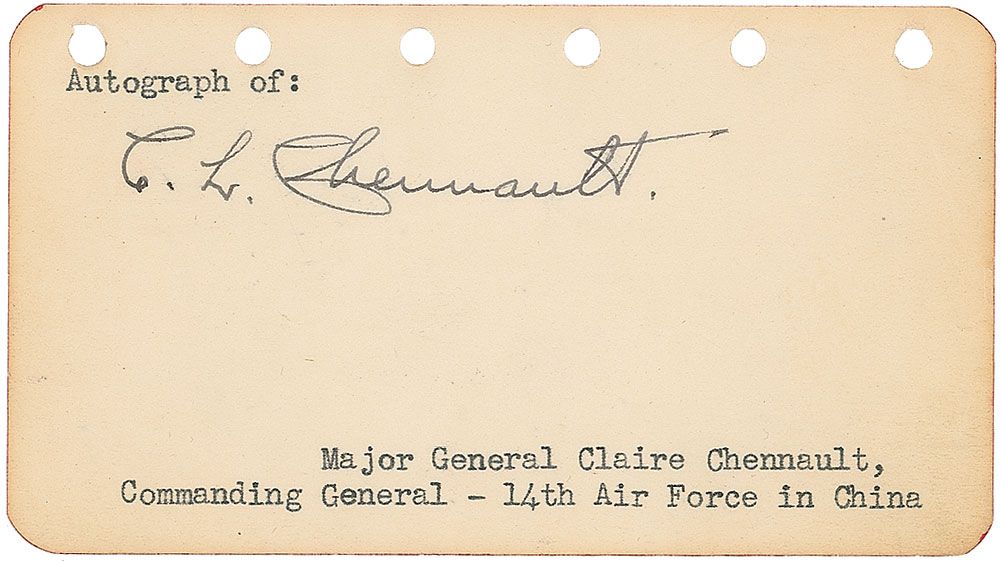 Autograph of:
C. L. Chennault.
Major General Claire Chennault,
Commanding General - 14th Air Force in China